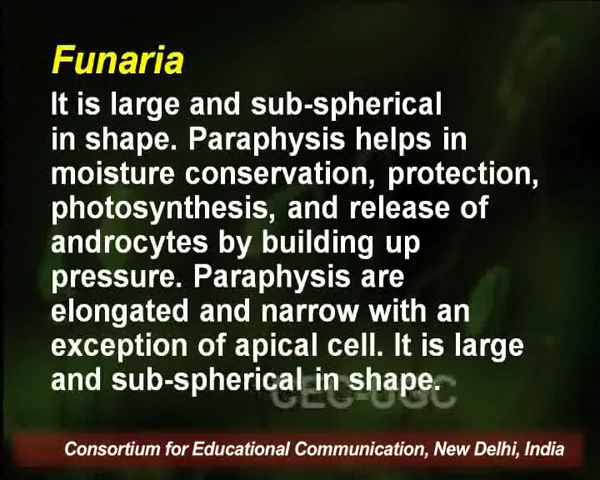 Funaria
It is large and sub-spherical
in shape. Paraphysis helps in
moisture conservation, protection,
photosynthesis, and release of
androcytes by building up
pressure. Paraphysis are
elongated and narrow with an
exception of apical cell. It is large
and sub-spherical in shape.
CEC-UGC
Consortium for Educational Communication, New Delhi, India